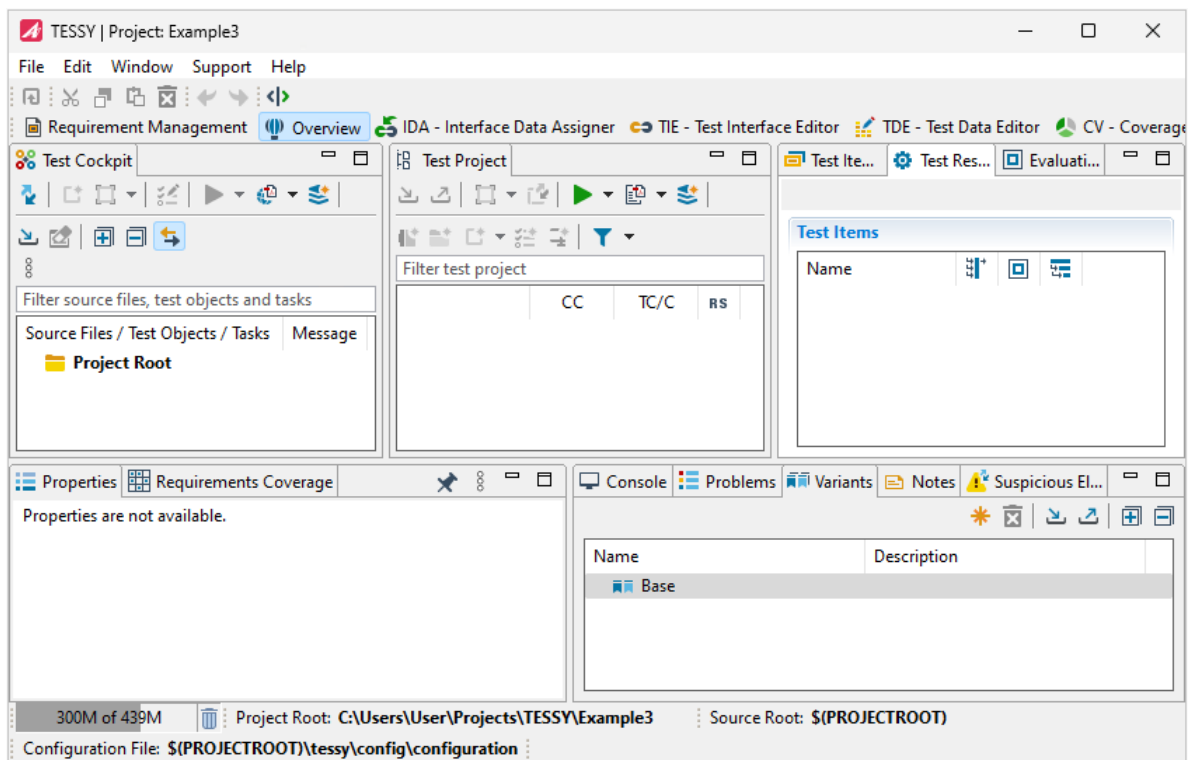 TESSY | Project: Example3
File Edit Window Support Help
Requirement Management Overview IDA - Interface Data Assigner TIE - Test Interface Editor TDE - Test Data Editor CV - Coverage
Test Cockpit
Filter source files, test objects and tasks
Source Files / Test Objects / Tasks Message
Project Root
Test Project
Filter test project
CC TC/C RS
Test Ite... Test Res... Evaluati...
Test Items
Name
Properties Requirements Coverage
Properties are not available.
Console Problems Variants Notes Suspicious El...
Name Description
Base
300M of 439M Project Root: C:\Users\User\Projects\TESSY\Example3 Source Root: $(PROJECTROOT)
Configuration File: $(PROJECTROOT)\tessy\config\configuration